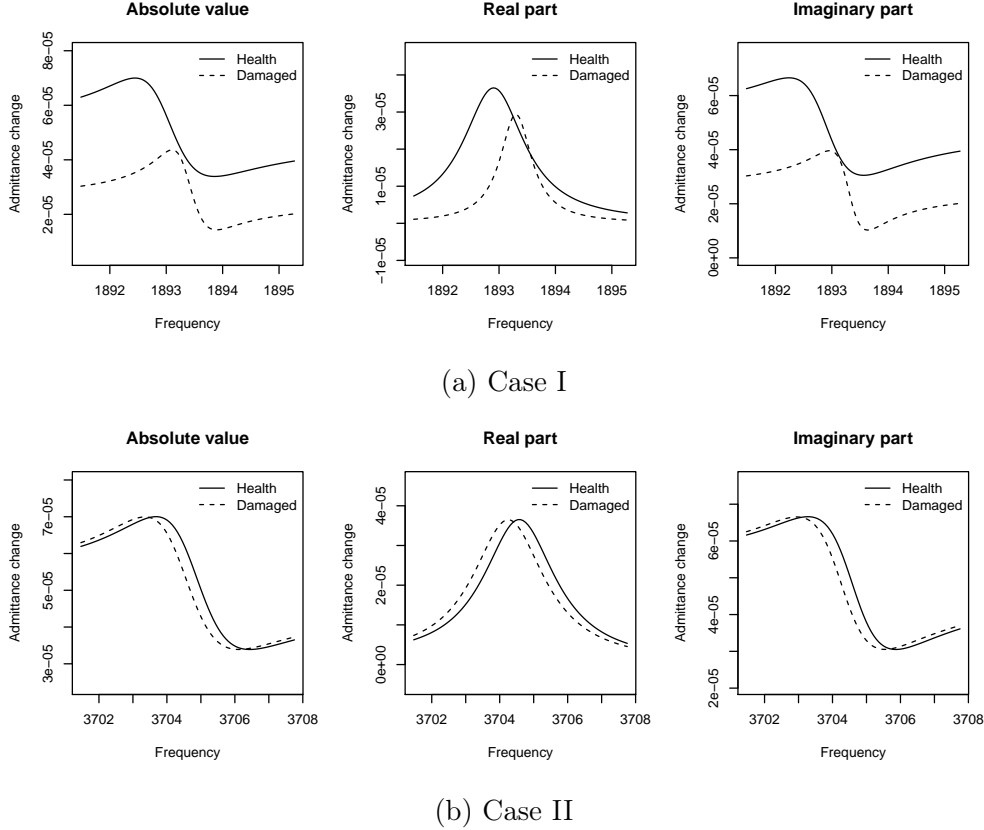 Absolute value
Real part
Imaginary part
Health
Damaged
Health
Damaged
Health
Damaged
Admittance change
2e−05
4e−05
6e−05
8e−05
Admittance change
−1e−05
1e−05
3e−05
Admittance change
0e+00
2e−05
4e−05
6e−05
1892 1893 1894 1895
1892 1893 1894 1895
1892 1893 1894 1895
Frequency
Frequency
Frequency
(a) Case I
Absolute value
Real part
Imaginary part
Health
Damaged
Health
Damaged
Health
Damaged
Admittance change
3e−05
5e−05
7e−05
Admittance change
0e+00
2e−05
4e−05
Admittance change
2e−05
4e−05
6e−05
3702 3704 3706 3708
3702 3704 3706 3708
3702 3704 3706 3708
Frequency
Frequency
Frequency
(b) Case II